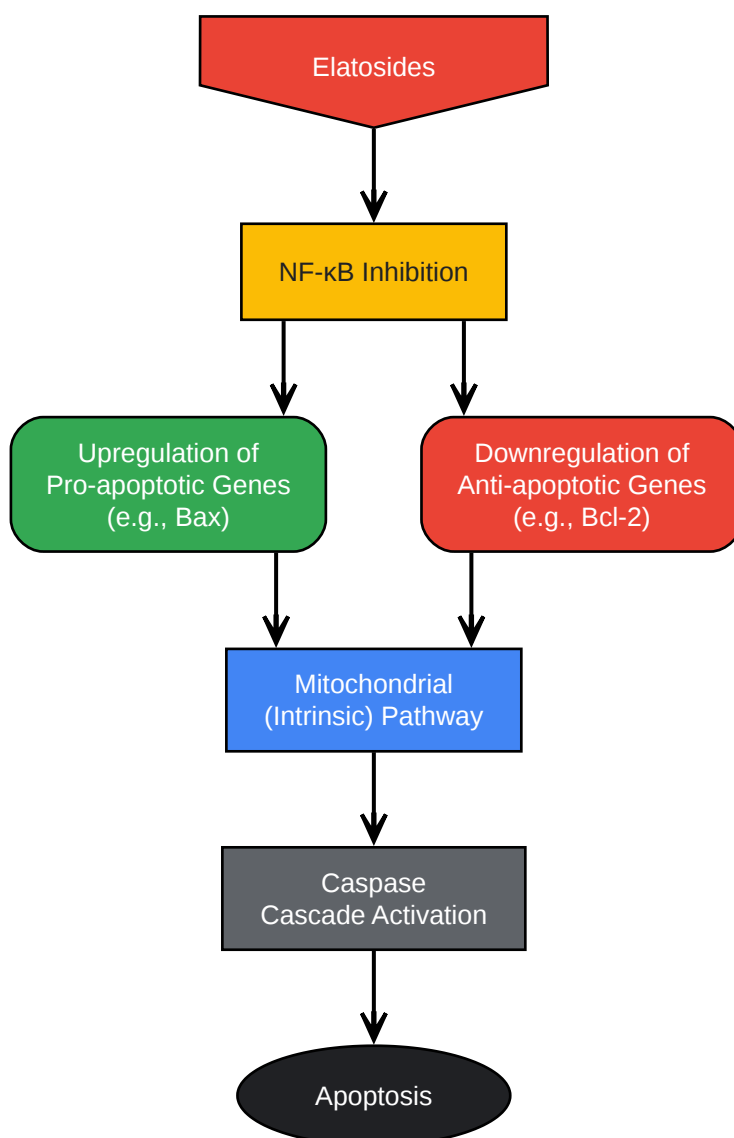 Elatosides
NF-κB Inhibition
Upregulation of
Pro-apoptotic Genes
(e.g., Bax)
Downregulation of
Anti-apoptotic Genes
(e.g., Bcl-2)
Mitochondrial
(Intrinsic) Pathway
Caspase
Cascade Activation
Apoptosis